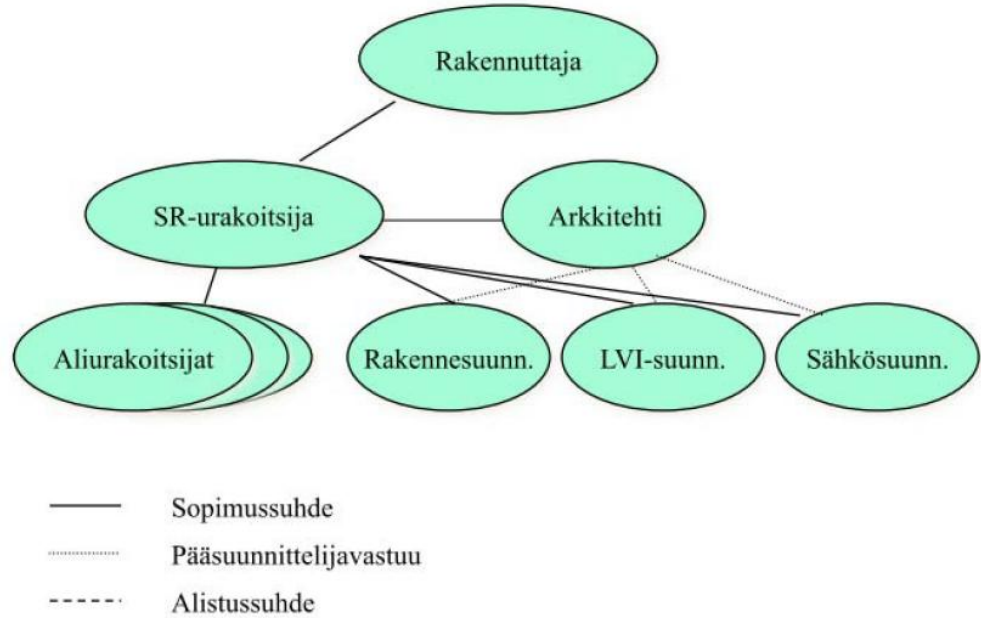 Rakennuttaja
SR-urakoitsija
Arkkitehti
Aliurakoitsijat
Rakennesuunn.
LVI-suunn.
Sähkösuunn.
Sopimussuhde
Pääsuunnittelijavastuu
Alistussuhde